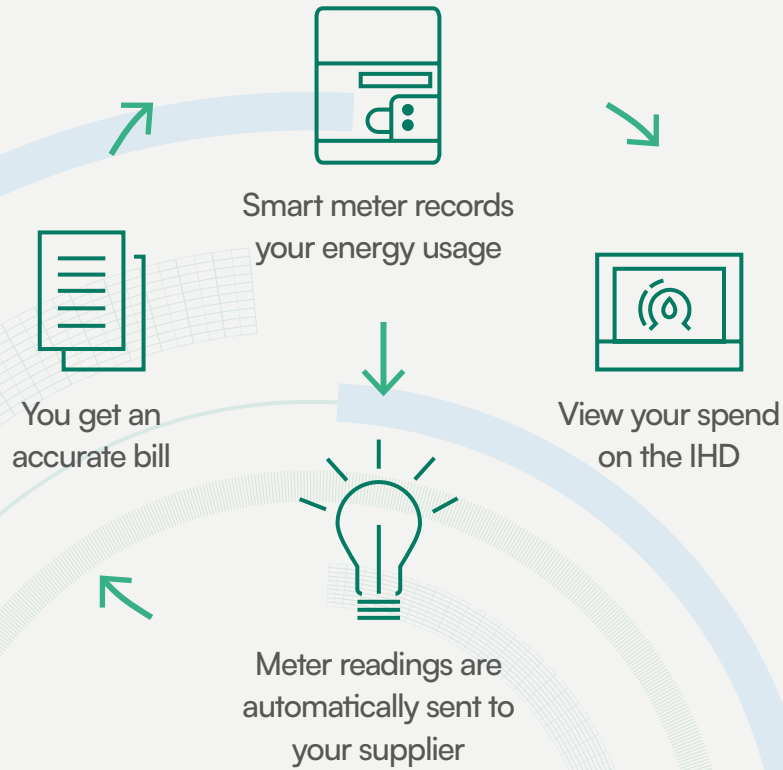 Smart meter records
your energy usage
You get an
accurate bill
View your spend
on the IHD
Meter readings are
automatically sent to
your supplier